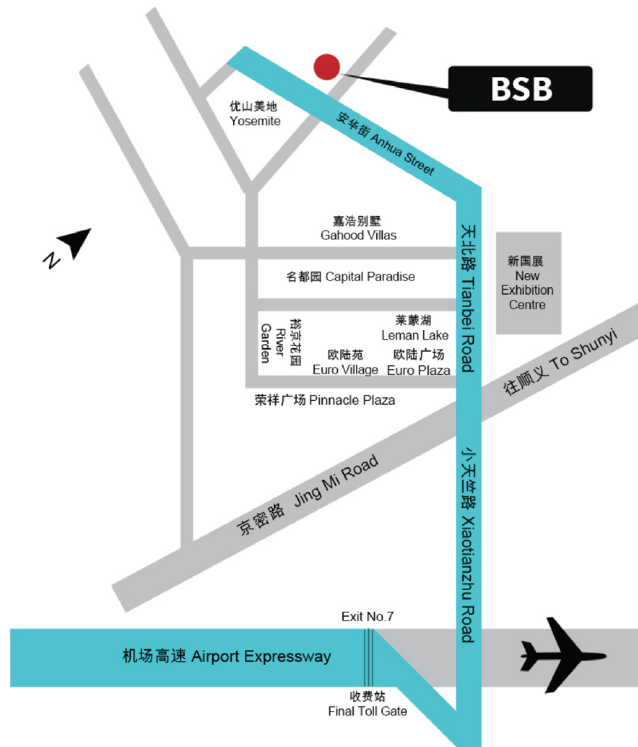 BSB
优山美地
Yosemite
安华街 Anhua Street
嘉浩别墅
Gahood Villas
天北路 Tianbei Road
新国展
New
Exhibition
Centre
N
名都园 Capital Paradise
裕京花园
River
Garden
莱蒙湖
Leman Lake
欧陆苑
Euro Village
欧陆广场
Euro Plaza
荣祥广场 Pinnacle Plaza
往顺义 To Shunyi
京密路 Jing Mi Road
小天竺路 Xiaotianzhu Road
Exit No.7
机场高速 Airport Expressway
收费站
Final Toll Gate